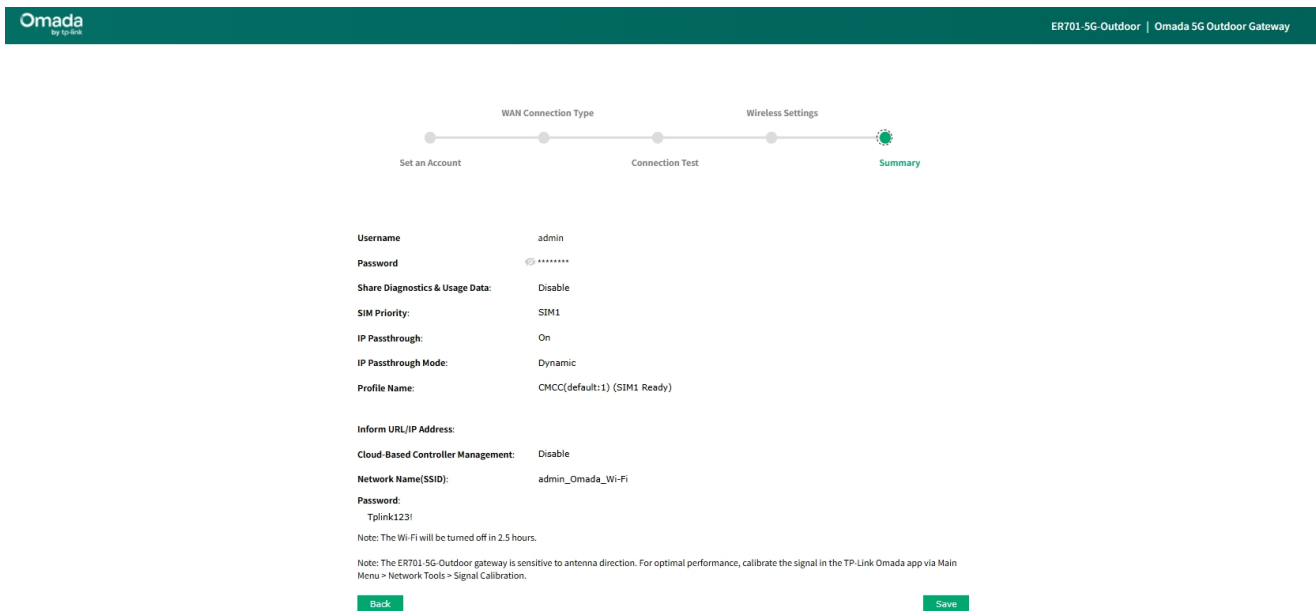 Omada
by tp-link
ER701-5G-Outdoor | Omada 5G Outdoor Gateway
WAN Connection Type
Wireless Settings
Set an Account
Connection Test
Summary
Username admin
Password ********
Share Diagnostics & Usage Data: Disable
SIM Priority: SIM1
IP Passthrough: On
IP Passthrough Mode: Dynamic
Profile Name: CMCC(default:1) (SIM1 Ready)
Inform URL/IP Address:
Cloud-Based Controller Management: Disable
Network Name(SSID): admin_Omada_Wi-Fi
Password:
Tplink123!
Note: The Wi-Fi will be turned off in 2.5 hours.
Note: The ER701-5G-Outdoor gateway is sensitive to antenna direction. For optimal performance, calibrate the signal in the TP-Link Omada app via Main
Menu > Network Tools > Signal Calibration.
Back
Save